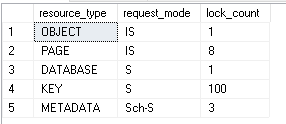 resource_type request_mode lock_count
1 OBJECT IS 1
2 PAGE IS 8
3 DATABASE S 1
4 KEY S 100
5 METADATA Sch-S 3